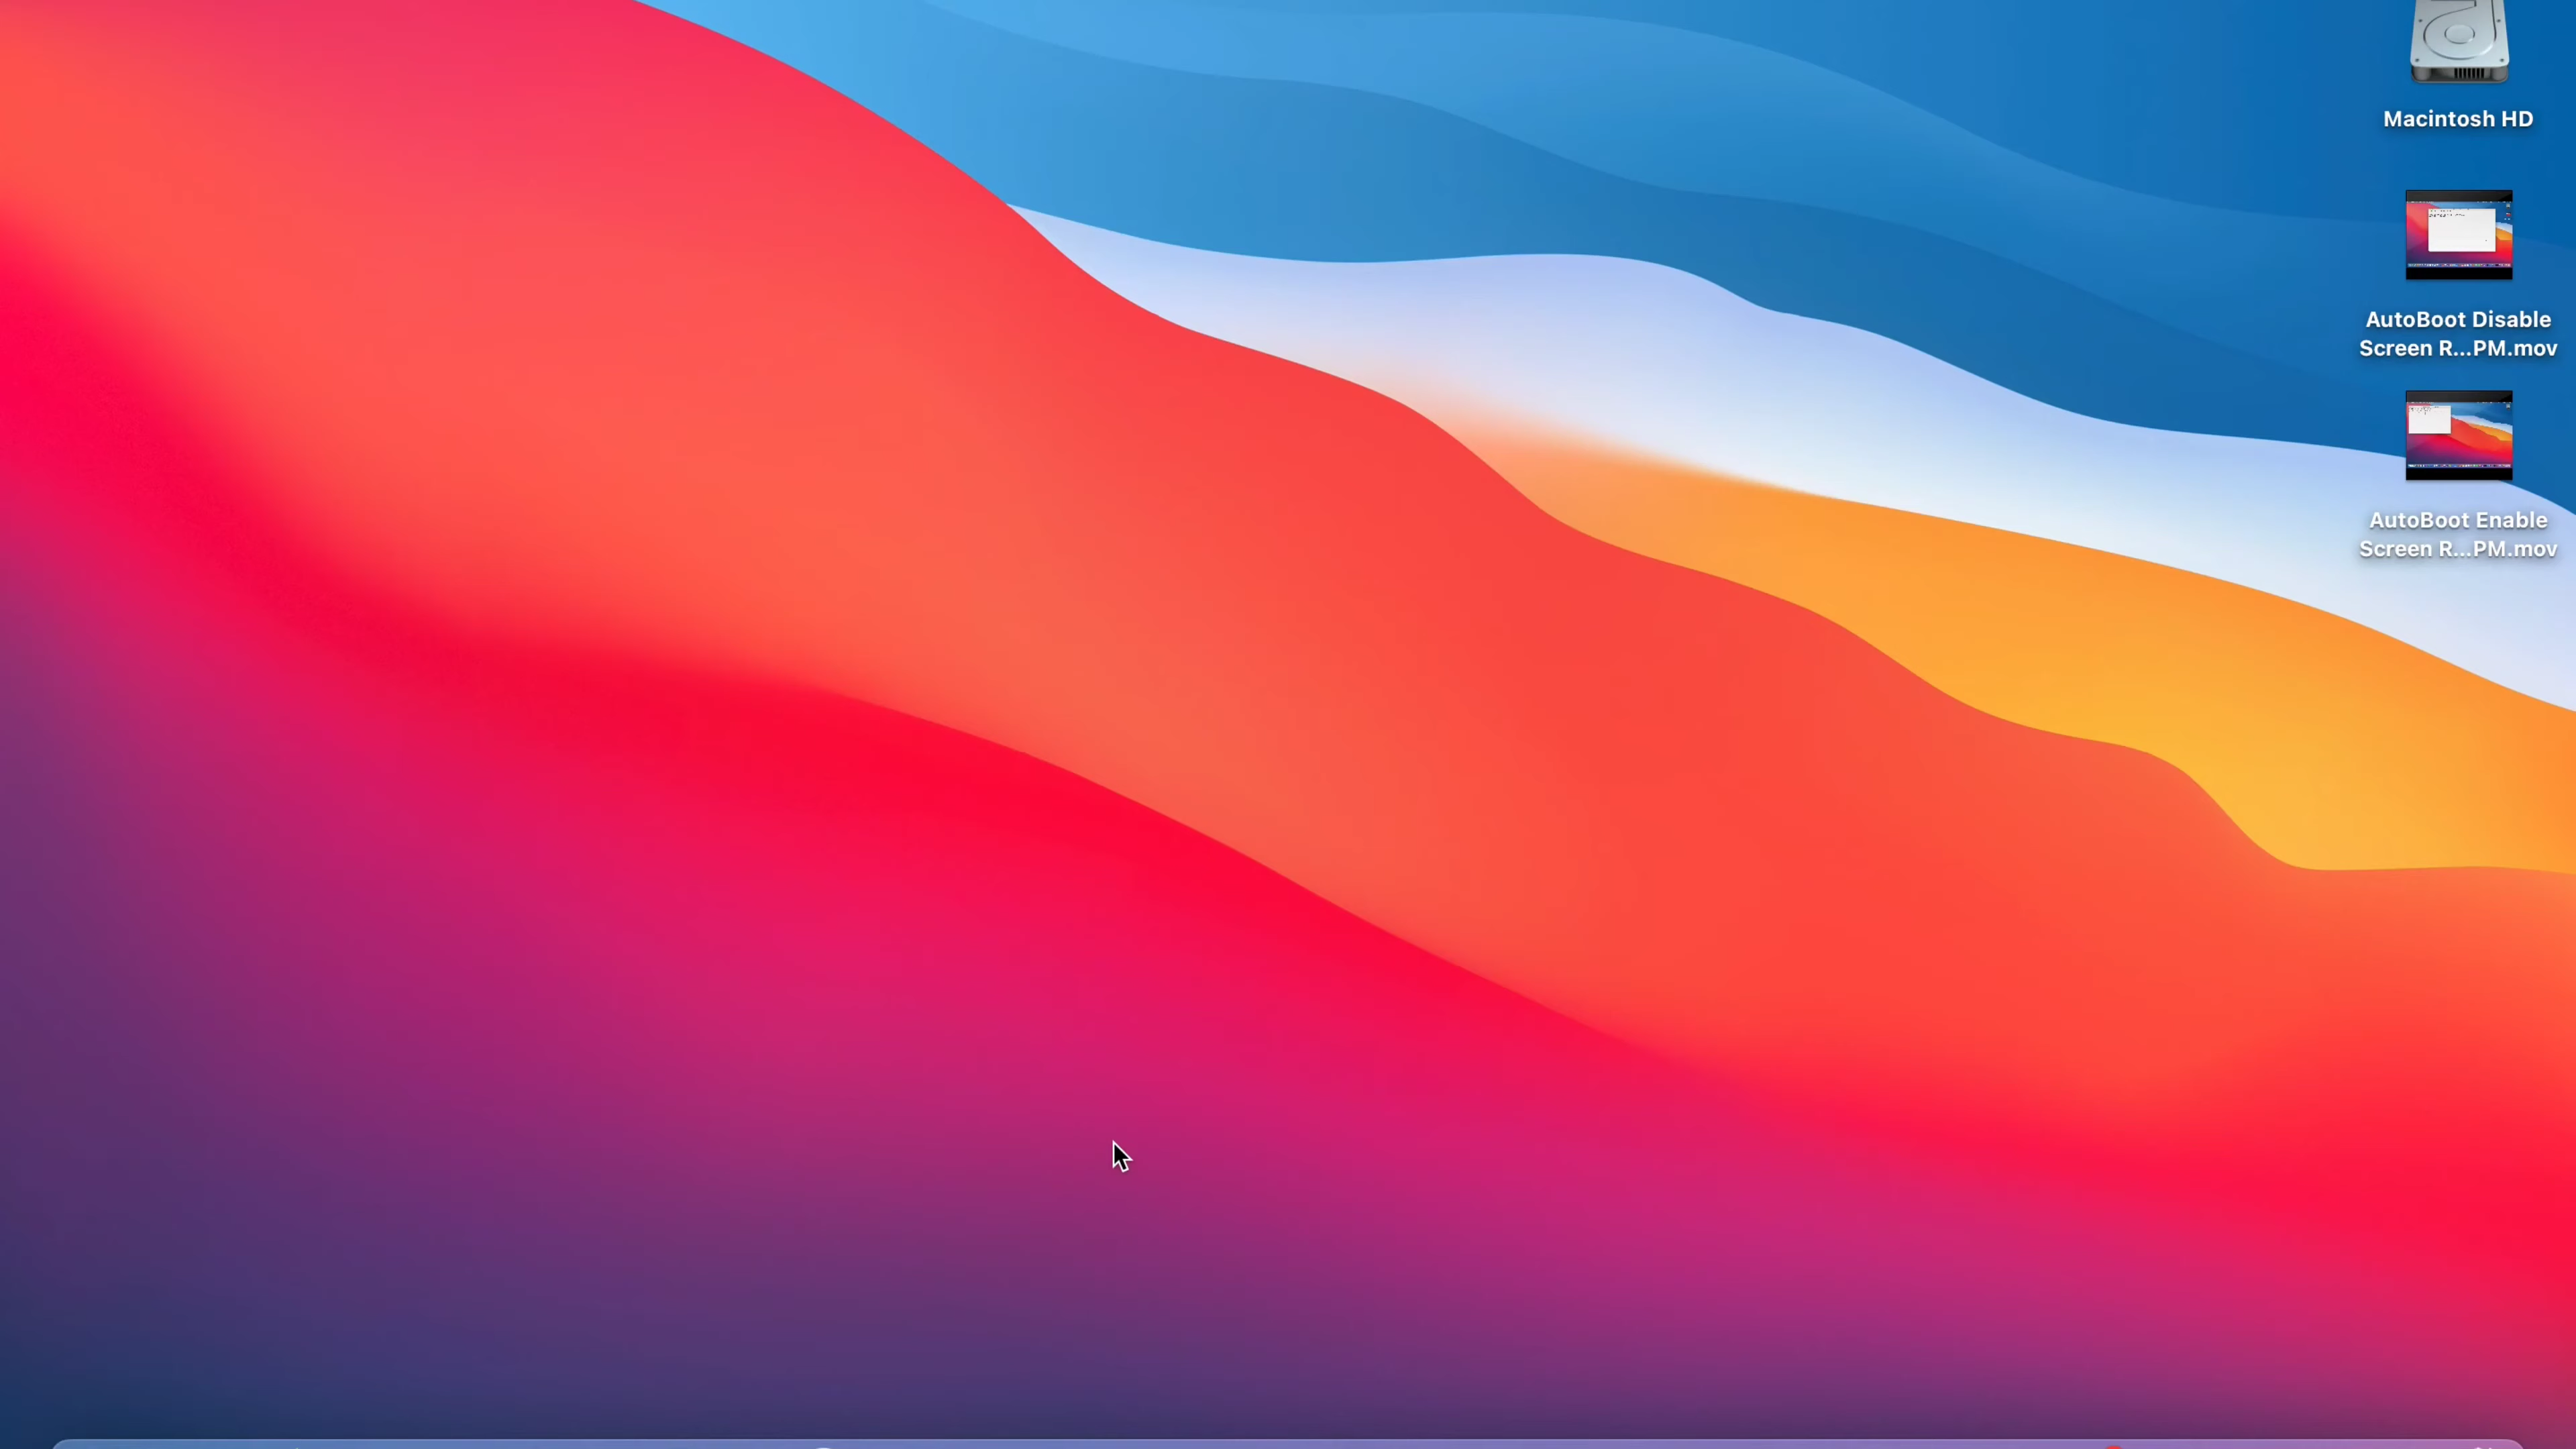 Macintosh HD
AutoBoot Disable
Screen R...PM.mov
AutoBoot Enable
Screen R...PM.mov